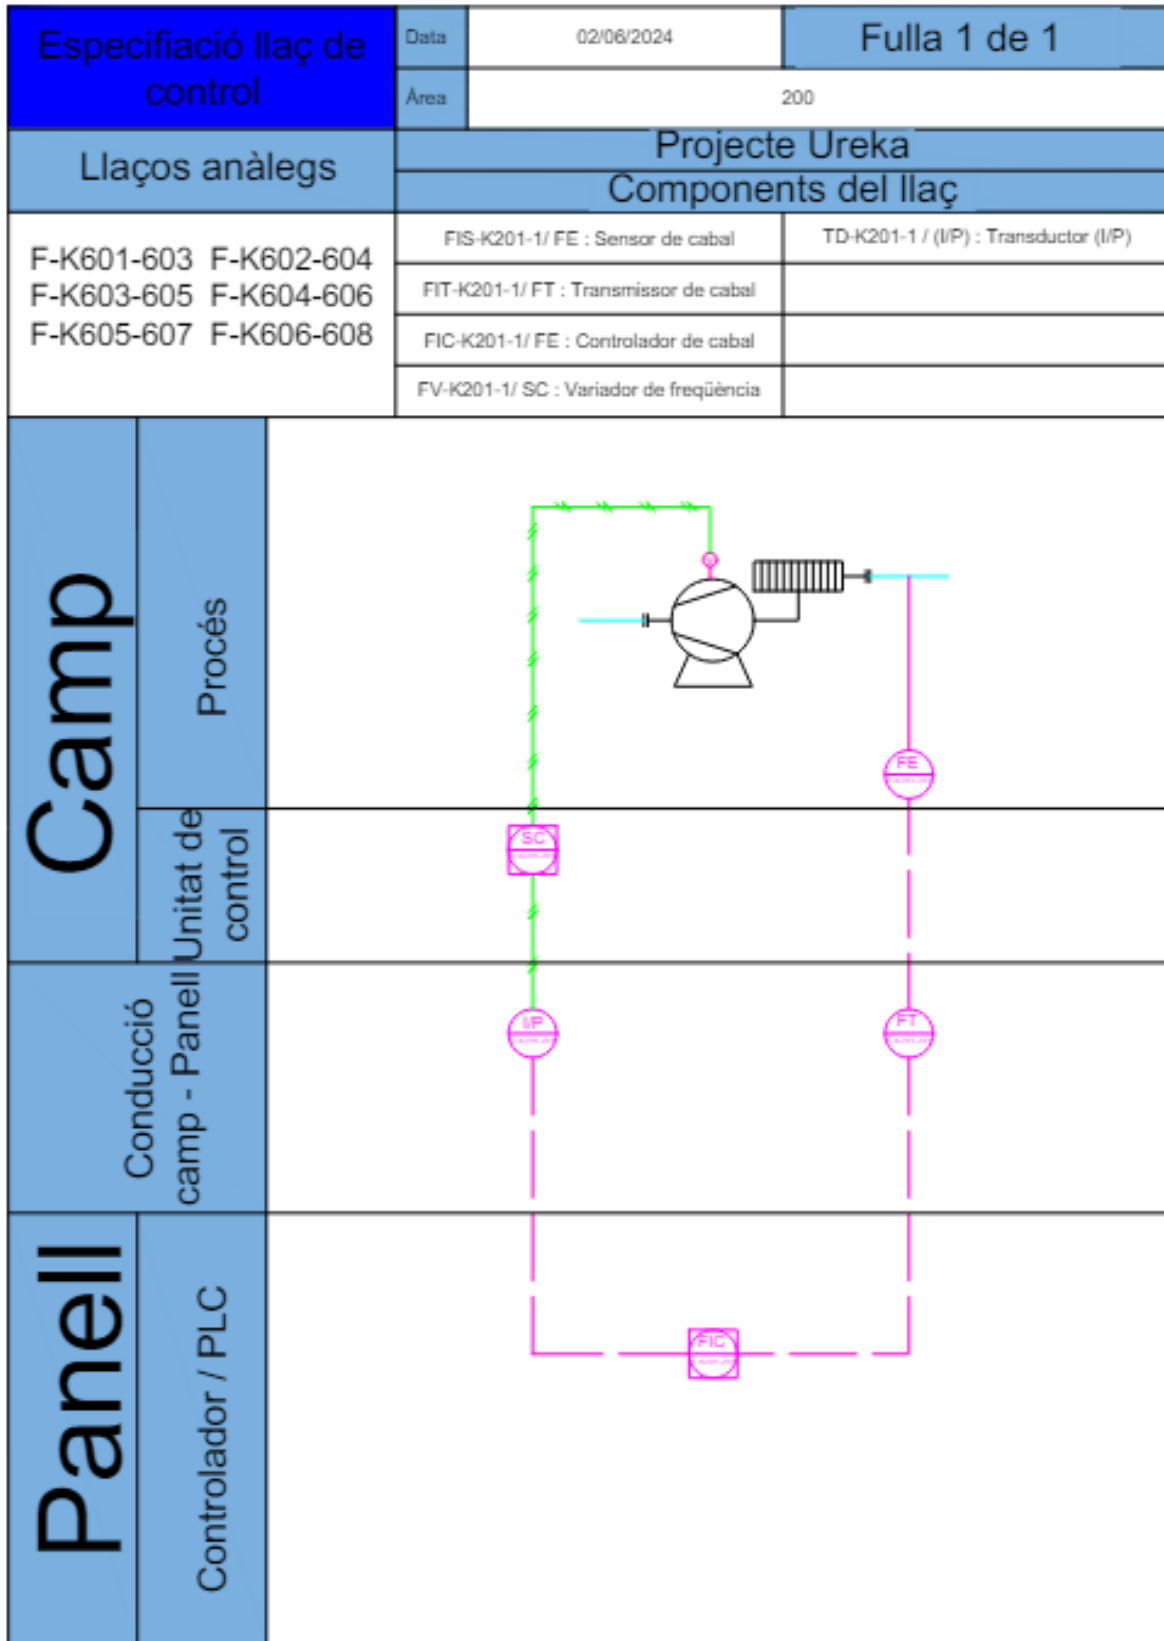 Especifiació llaç de
control
Data
02/06/2024
Fulla 1 de 1
Àrea
200
Llaços anàlegs
Projecte Ureka
Components del llaç
F-K601-603 F-K602-604
F-K603-605 F-K604-606
F-K605-607 F-K606-608
FIS-K201-1/ FE : Sensor de cabal
TD-K201-1 / (I/P) : Transductor (I/P)
FIT-K201-1/ FT : Transmissor de cabal
FIC-K201-1/ FE : Controlador de cabal
FV-K201-1/ SC : Variador de freqüència
Camp
Procés
FE
Unitat de
control
SC
Conducció
camp - Panell
I/P
FT
Panell
Controlador / PLC
FIC